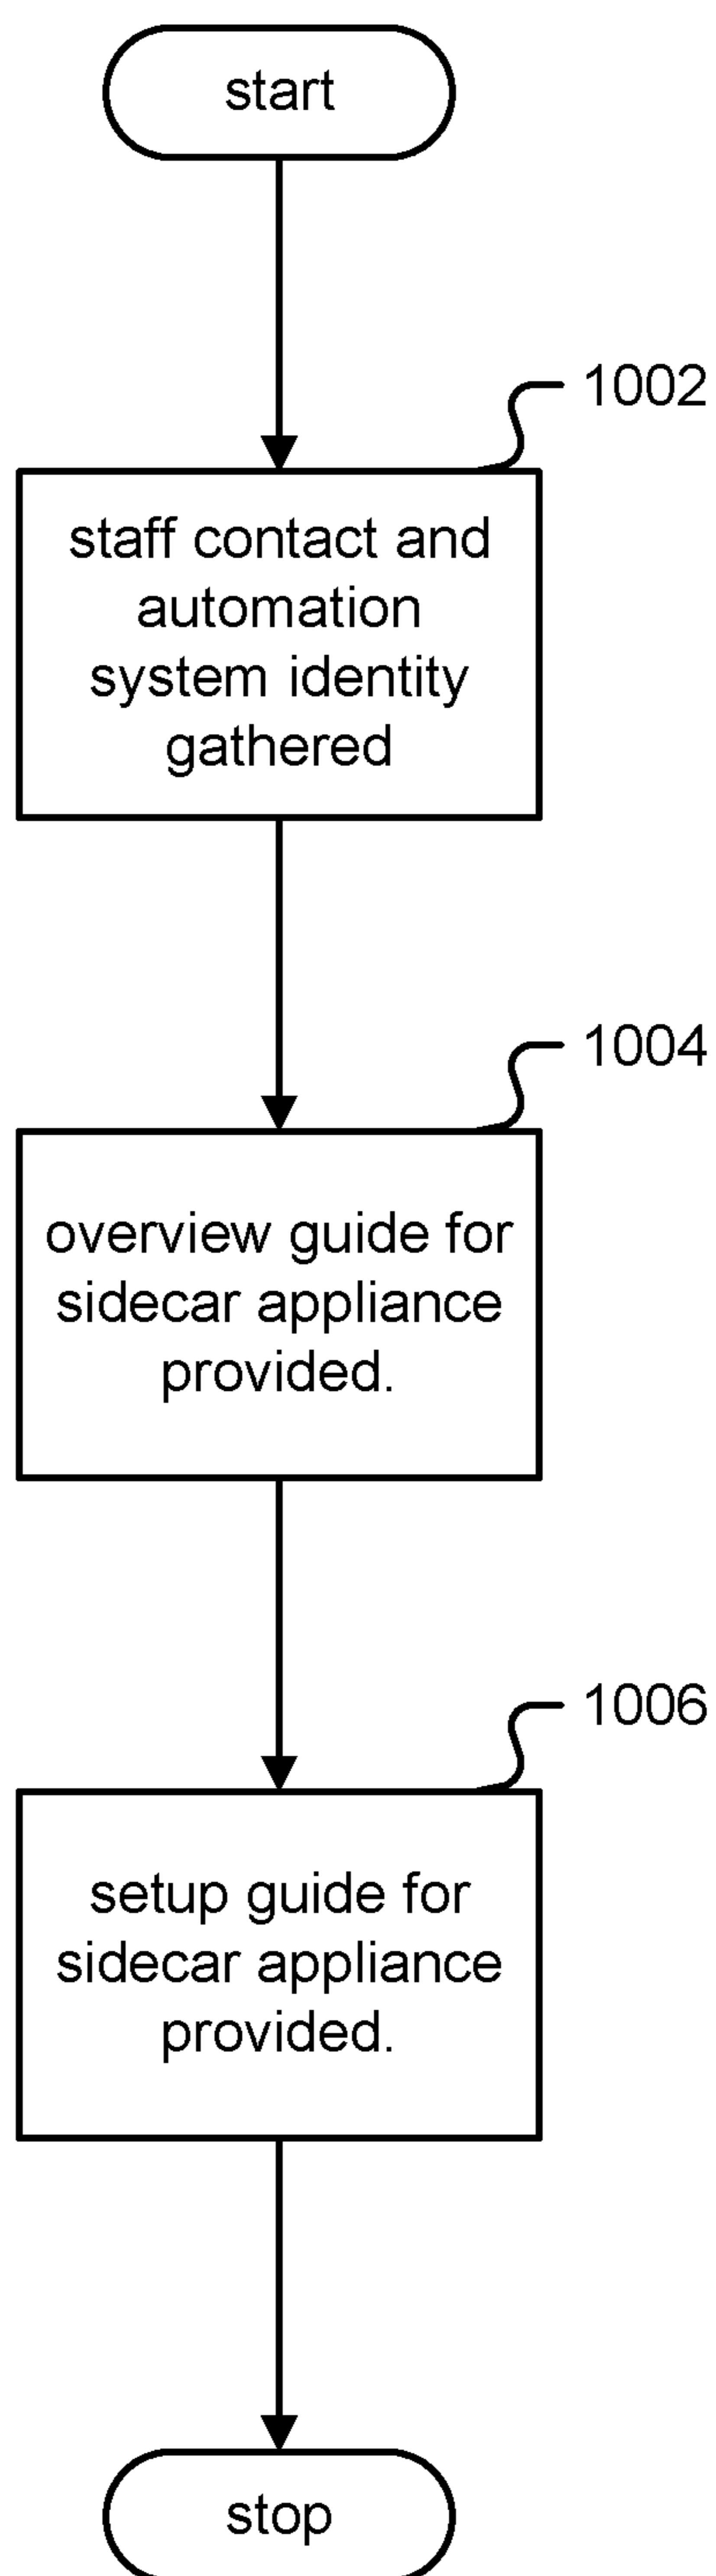 start
1002
staff contact and
automation
system identity
gathered
1004
overview guide for
sidecar appliance
provided.
1006
setup guide for
sidecar appliance
provided.
stop